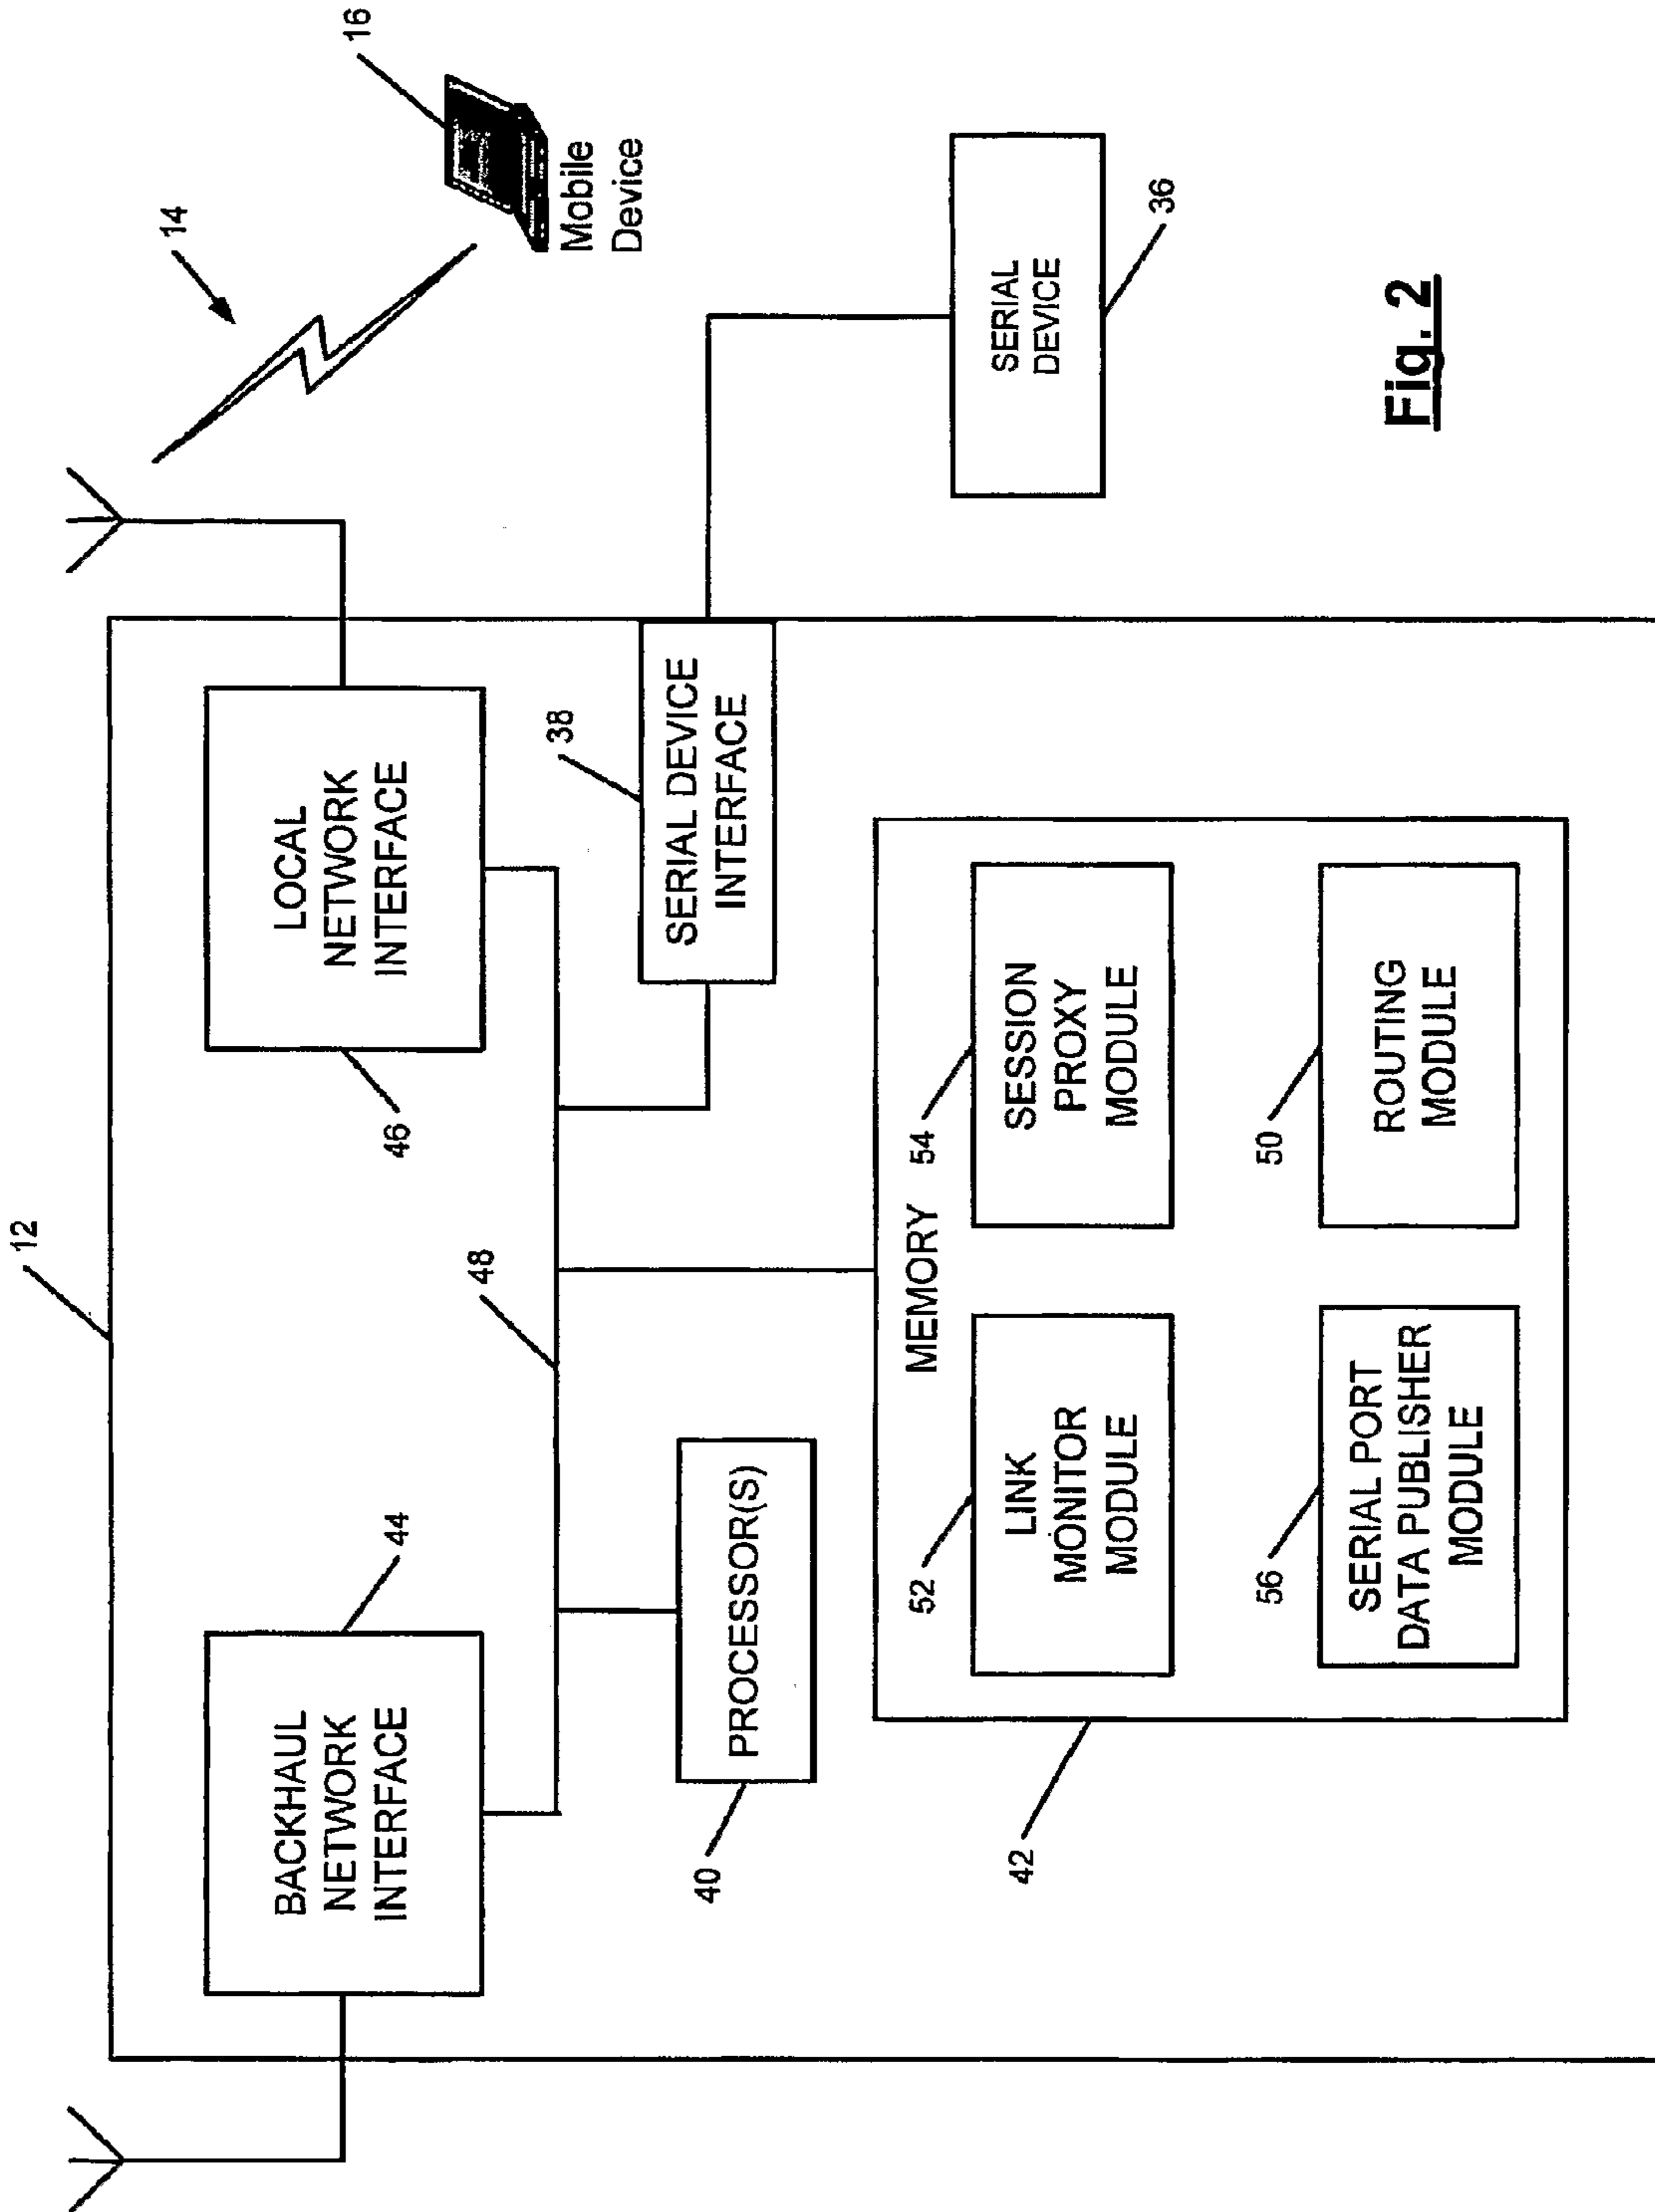 12
14
16
Mobile
Device
BACKHAUL
NETWORK
INTERFACE
44
LOCAL
NETWORK
INTERFACE
46
48
38
SERIAL DEVICE
INTERFACE
PROCESSOR(S)
40
SERIAL
DEVICE
36
MEMORY
42
52
LINK
MONITOR
MODULE
54
SESSION
PROXY
MODULE
56
SERIAL PORT
DATA PUBLISHER
MODULE
50
ROUTING
MODULE
Fig. 2